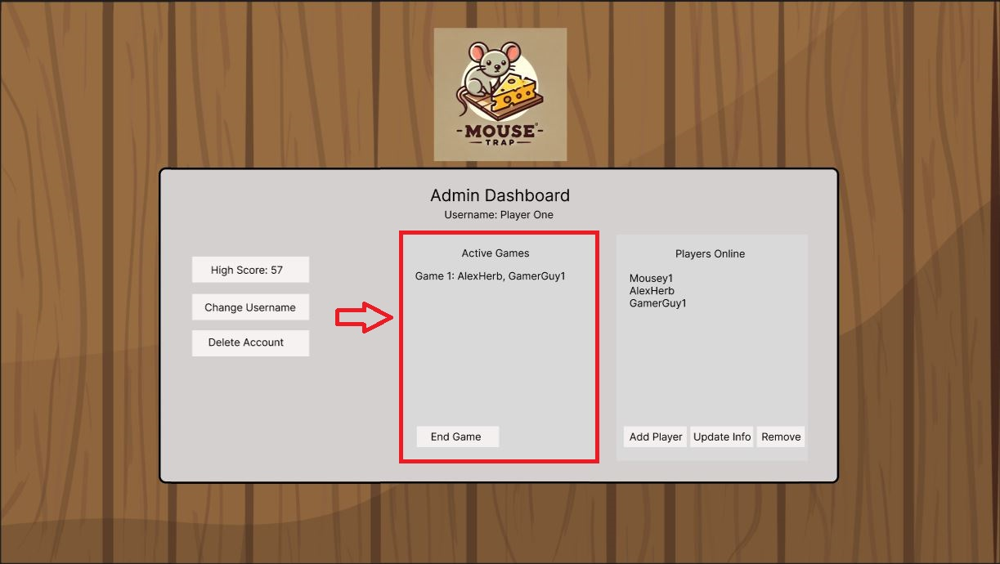 -MOUSE-
TRAP
Admin Dashboard
Username: Player One
High Score: 57
Change Username
Delete Account
Active Games
Game 1: AlexHerb, GamerGuy1
End Game
Players Online
Mousey1
AlexHerb
GamerGuy1
Add Player
Update Info
Remove